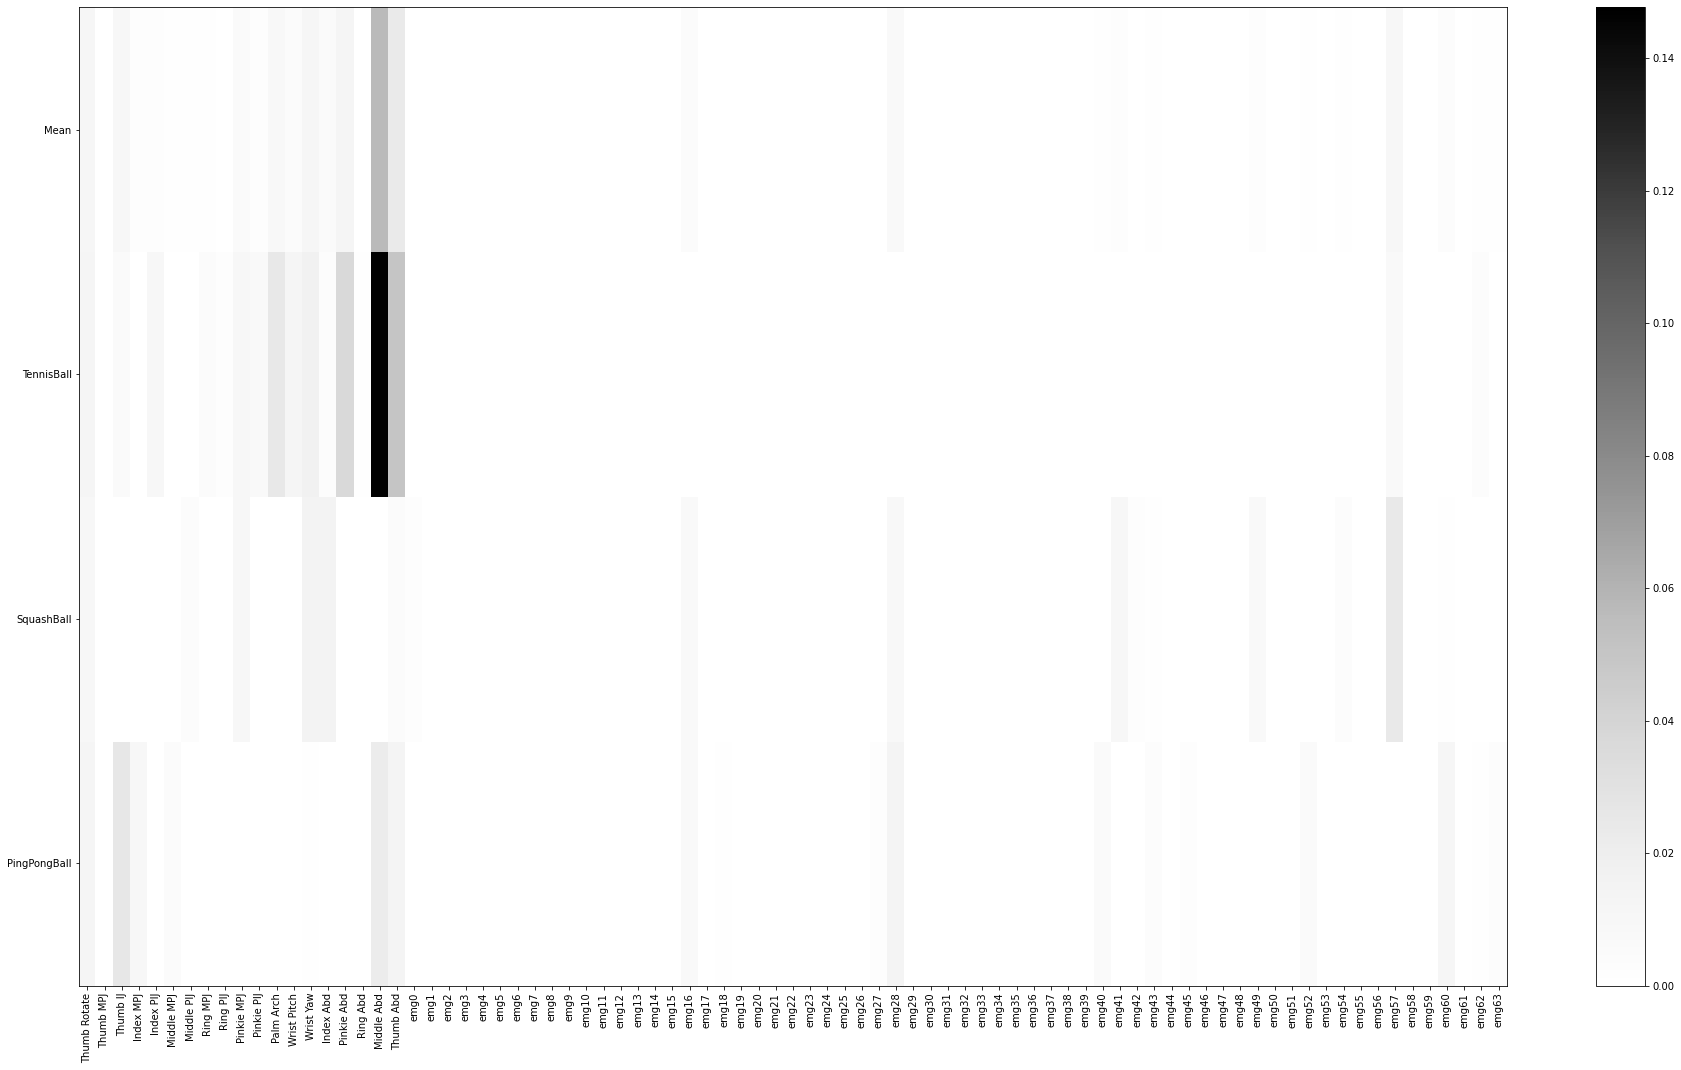 Mean
TennisBall
SquashBall
PingPongBall
Thumb Rotate
Thumb MPJ
Thumb IJ
Index MPJ
Index PIJ
Middle MPJ
Middle PIJ
Ring MPJ
Ring PIJ
Pinkie MPJ
Pinkie PIJ
Palm Arch
Wrist Pitch
Wrist Yaw
Index Abd
Pinkie Abd
Ring Abd
Middle Abd
Thumb Abd
emg0
emg1
emg2
emg3
emg4
emg5
emg6
emg7
emg8
emg9
emg10
emg11
emg12
emg13
emg14
emg15
emg16
emg17
emg18
emg19
emg20
emg21
emg22
emg23
emg24
emg25
emg26
emg27
emg28
emg29
emg30
emg31
emg32
emg33
emg34
emg35
emg36
emg37
emg38
emg39
emg40
emg41
emg42
emg43
emg44
emg45
emg46
emg47
emg48
emg49
emg50
emg51
emg52
emg53
emg54
emg55
emg56
emg57
emg58
emg59
emg60
emg61
emg62
emg63
0.14
0.12
0.10
0.08
0.06
0.04
0.02
0.00